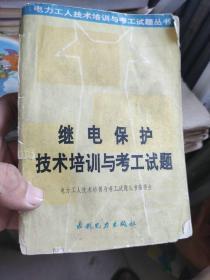 电力工人技术培训与考工试题丛书
继电保护
技术培训与考工试题
电力工人技术培训与考工试题丛书编委会
水利电力出版社